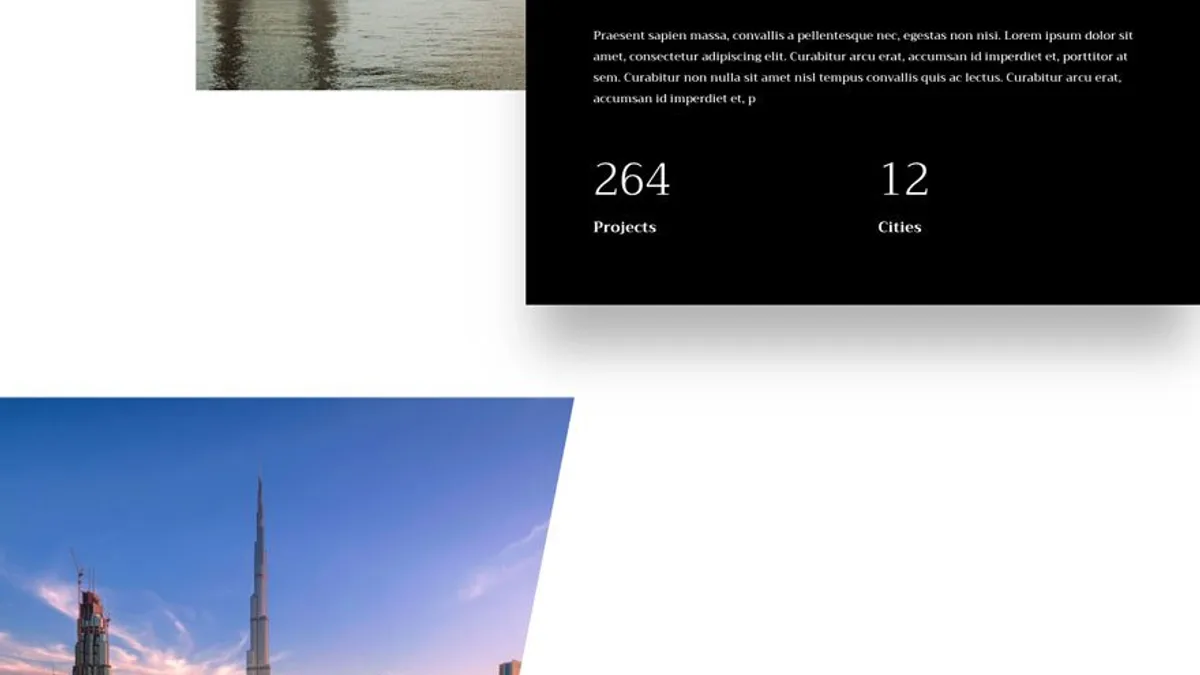 Praesent sapien massa, convallis a pellentesque nec, egestas non nisi. Lorem ipsum dolor sit
amet, consectetur adipiscing elit. Curabitur arcu erat, accumsan id imperdiet et, porttitor at
sem. Curabitur non nulla sit amet nisl tempus convallis quis ac lectus. Curabitur arcu erat,
accumsan id imperdiet et, p
264
12
Projects
Cities